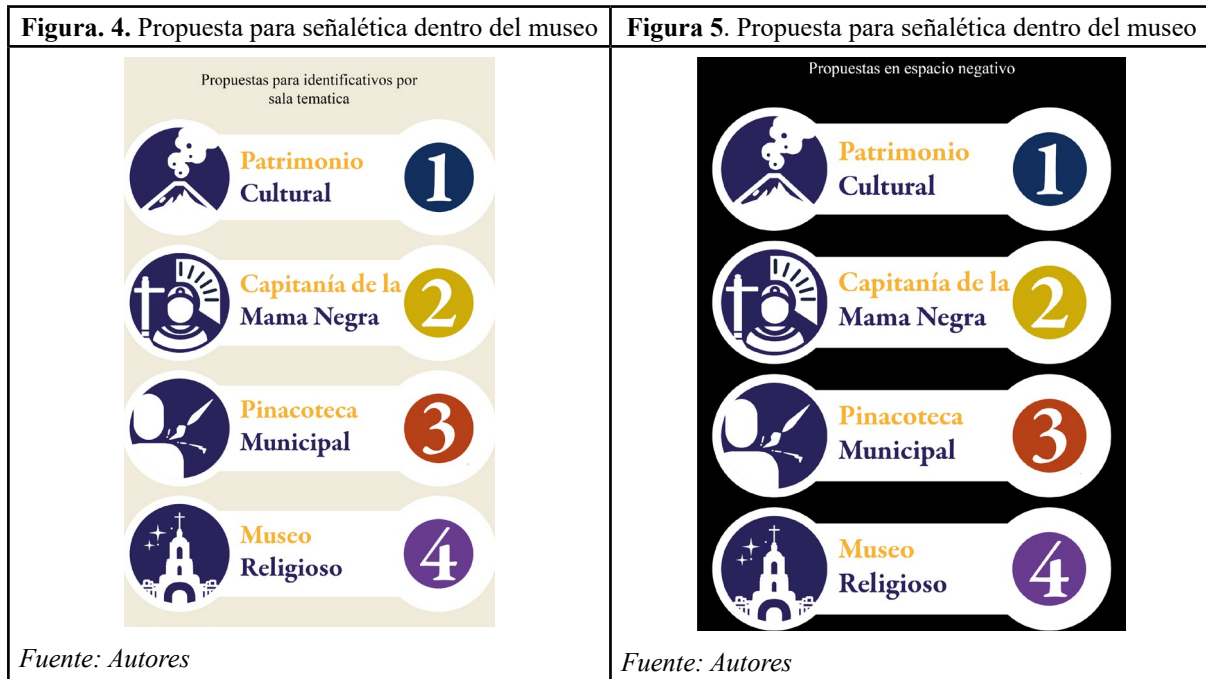 Figura. 4. Propuesta para señalética dentro del museo
Propuestas para identificativos por
sala tematica
Patrimonio
Cultural
1
Capitanía de la
Mama Negra
2
Pinacoteca
Municipal
3
Museo
Religioso
4
Fuente: Autores
Figura 5. Propuesta para señalética dentro del museo
Propuestas en espacio negativo
Patrimonio
Cultural
1
Capitanía de la
Mama Negra
2
Pinacoteca
Municipal
3
Museo
Religioso
4
Fuente: Autores